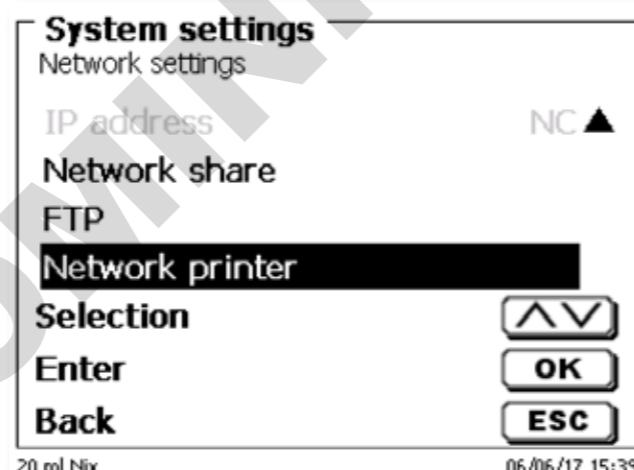 System settings
Network settings
IP address NC
Network share
FTP
Network printer
Selection
Enter OK
Back ESC
20 ml Nix 06/06/17 15:39